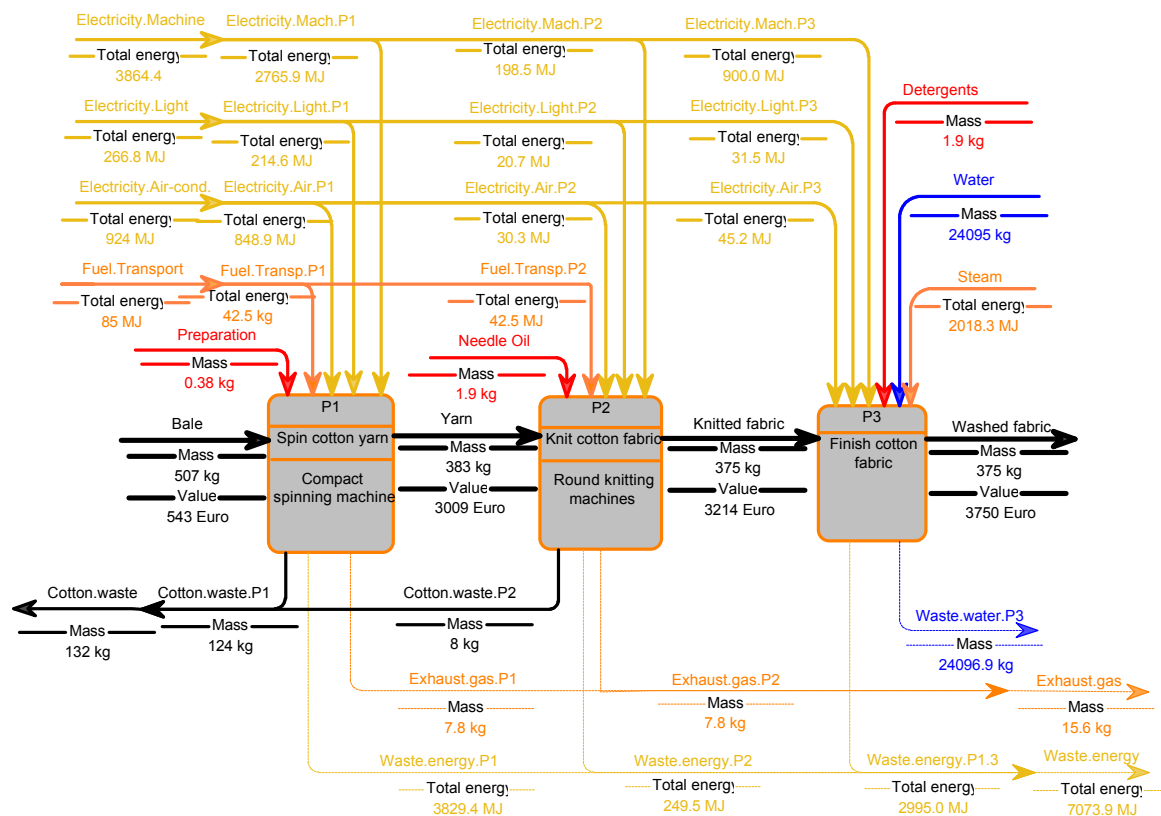 Electricity.Machine
Electricity.Mach.P1
Electricity.Mach.P2
Electricity.Mach.P3
Total energy
3864.4
Total energy
2765.9 MJ
Total energy
198.5 MJ
Total energy
900.0 MJ
Detergents
Mass
1.9 kg
Electricity.Light
Electricity.Light.P1
Electricity.Light.P2
Electricity.Light.P3
Total energy
266.8 MJ
Total energy
214.6 MJ
Total energy
20.7 MJ
Total energy
31.5 MJ
Water
Mass
24095 kg
Electricity.Air-cond.
Electricity.Air.P1
Electricity.Air.P2
Electricity.Air.P3
Total energy
924 MJ
Total energy
848.9 MJ
Total energy
30.3 MJ
Total energy
45.2 MJ
Fuel.Transport
Fuel.Transp.P1
Fuel.Transp.P2
Steam
Total energy
85 MJ
Total energy
42.5 kg
Total energy
42.5 MJ
Total energy
2018.3 MJ
Preparation
Mass
0.38 kg
Needle Oil
Mass
1.9 kg
Bale
Mass
507 kg
Value
543 Euro
P1
Spin cotton yarn
Compact
spinning machine
Yarn
Mass
383 kg
Value
3009 Euro
P2
Knit cotton fabric
Round knitting
machines
Knitted fabric
Mass
375 kg
Value
3214 Euro
P3
Finish cotton
fabric
Washed fabric
Mass
375 kg
Value
3750 Euro
Cotton.waste
Mass
132 kg
Cotton.waste.P1
Mass
124 kg
Cotton.waste.P2
Mass
8 kg
Waste.water.P3
Mass
24096.9 kg
Exhaust.gas.P1
Mass
7.8 kg
Exhaust.gas.P2
Mass
7.8 kg
Exhaust.gas
Mass
15.6 kg
Waste.energy.P1
Total energy
3829.4 MJ
Waste.energy.P2
Total energy
249.5 MJ
Waste.energy.P1.3
Total energy
2995.0 MJ
Waste.energy
Total energy
7073.9 MJ